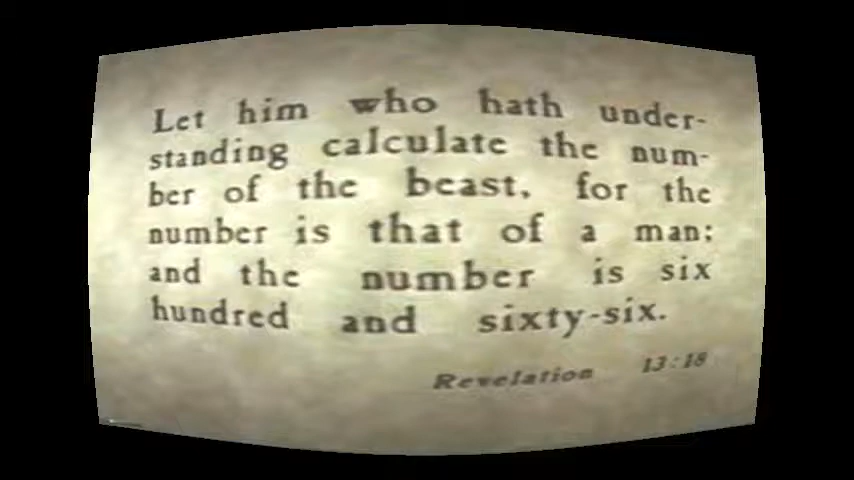 Let him who hath under-
standing calculate the num-
ber of the beast, for the
number is that of a man;
and the number is six
hundred and sixty-six.
Revelation 13:18